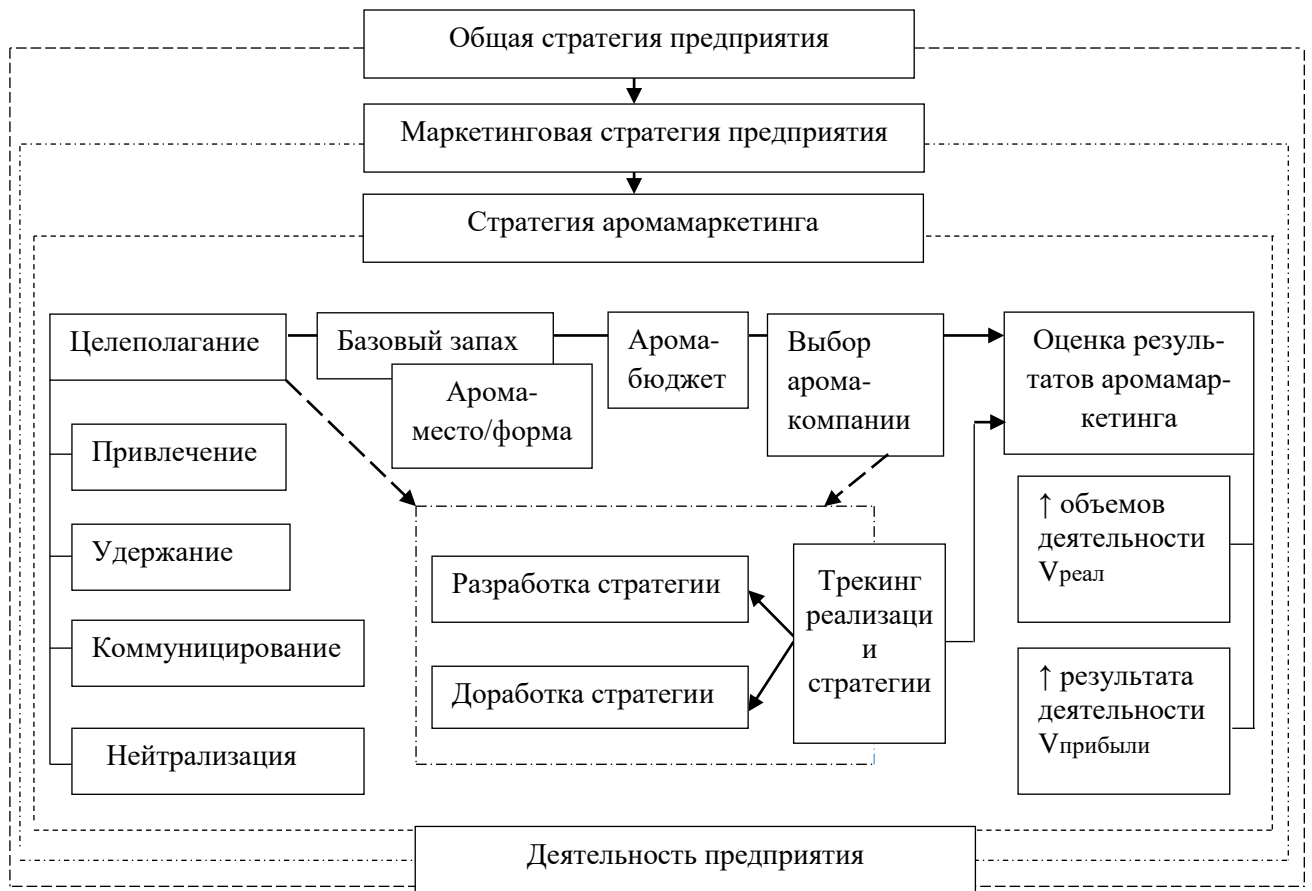 Общая стратегия предприятия
Маркетинговая стратегия предприятия
Стратегия аромамаркетинга
Целеполагание
Привлечение
Удержание
Коммуницирование
Нейтрализация
Базовый запах
Арома-
место/форма
Арома-
бюджет
Выбор
арома-
компании
Разработка стратегии
Доработка стратегии
Трекинг
реализаци
и
стратегии
Оценка резуль-
татов аромамар-
кетинга
↑ объемов
деятельности
Vреал
↑ результата
деятельности
Vприбыли
Деятельность предприятия